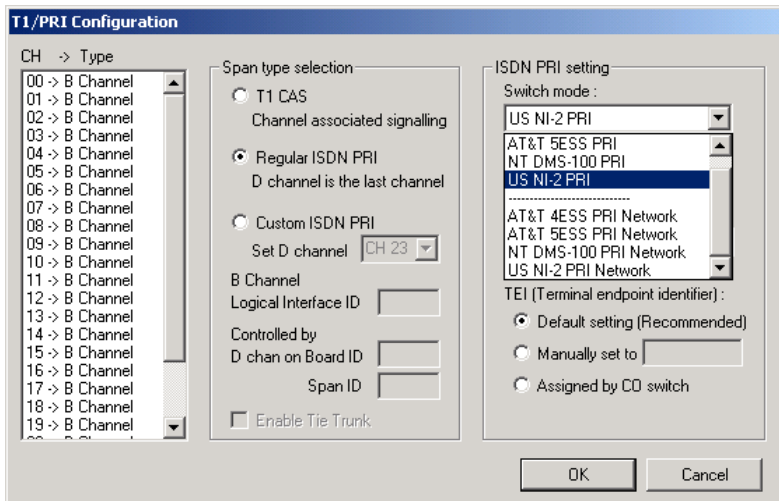 T1/PRI Configuration
CH -> Type
00 -> B Channel
01 -> B Channel
02 -> B Channel
03 -> B Channel
04 -> B Channel
05 -> B Channel
06 -> B Channel
07 -> B Channel
08 -> B Channel
09 -> B Channel
10 -> B Channel
11 -> B Channel
12 -> B Channel
13 -> B Channel
14 -> B Channel
15 -> B Channel
16 -> B Channel
17 -> B Channel
18 -> B Channel
19 -> B Channel
Span type selection
T1 CAS
Channel associated signalling
Regular ISDN PRI
D channel is the last channel
Custom ISDN PRI
Set D channel CH 23
B Channel
Logical Interface ID
Controlled by
D chan on Board ID
Span ID
Enable Tie Trunk
ISDN PRI setting
Switch mode :
US NI-2 PRI
AT&T 5ESS PRI
NT DMS-100 PRI
US NI-2 PRI
----------------------------
AT&T 4ESS PRI Network
AT&T 5ESS PRI Network
NT DMS-100 PRI Network
US NI-2 PRI Network
TEI (Terminal endpoint identifier) :
Default setting (Recommended)
Manually set to
Assigned by CO switch
OK
Cancel